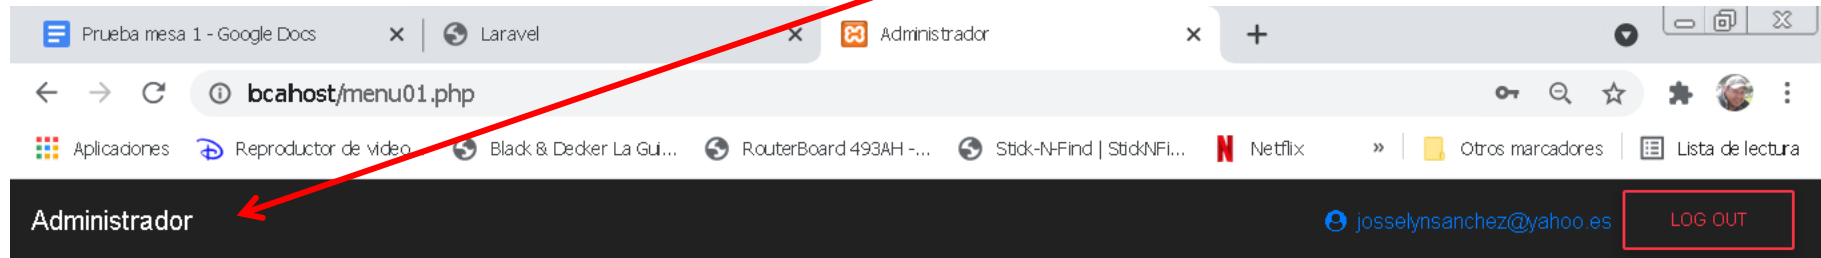 Prueba mesa 1 - Google Docs Laravel Administrador
bcahost/menu01.php
Aplicaciones Reproductor de video... Black & Decker La Gui... RouterBoard 493AH -... Stick-N-Find | StickNFi... Netflix » Otros marcadores Lista de lectura
Administrador josselynsanchez@yahoo.es LOG OUT